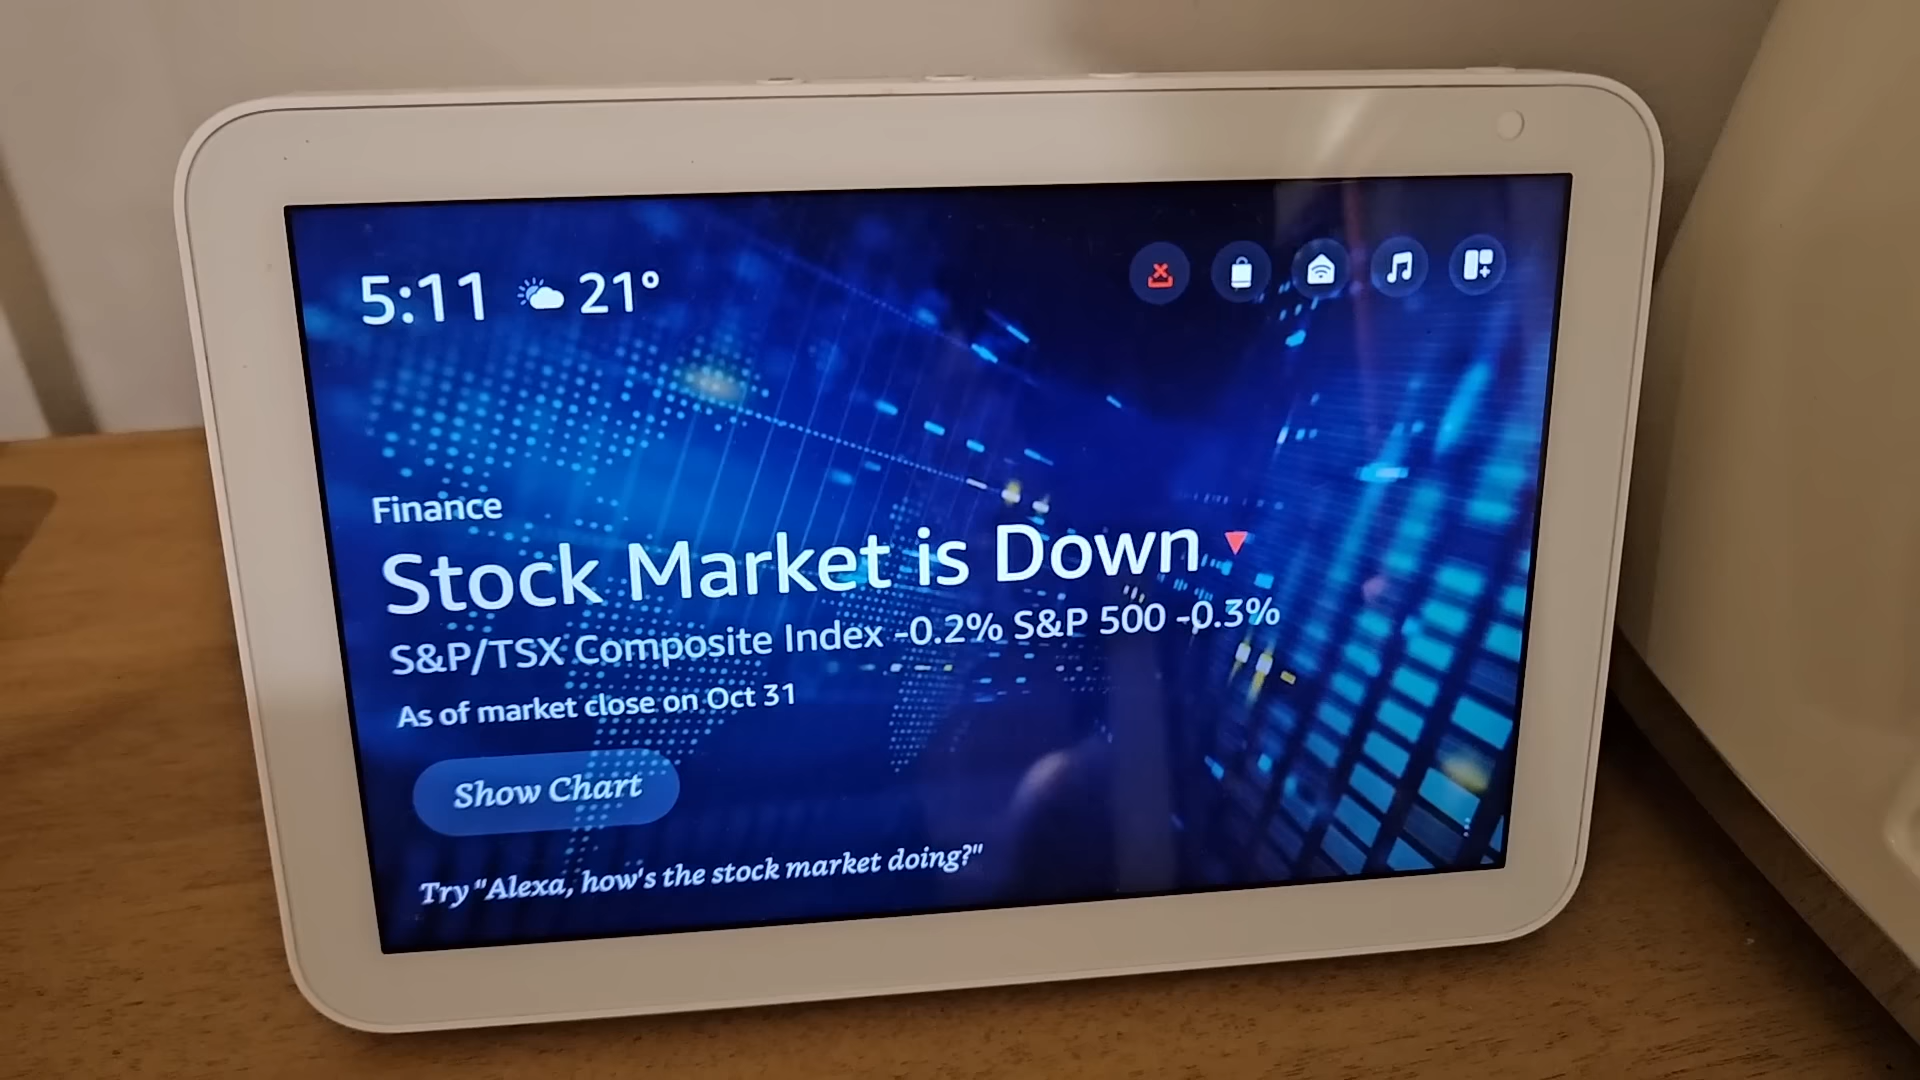 5:11 21°
Finance
Stock Market is Down
S&P/TSX Composite Index -0.2% S&P 500 -0.3%
As of market close on Oct 31
Show Chart
Try "Alexa, how's the stock market doing?"